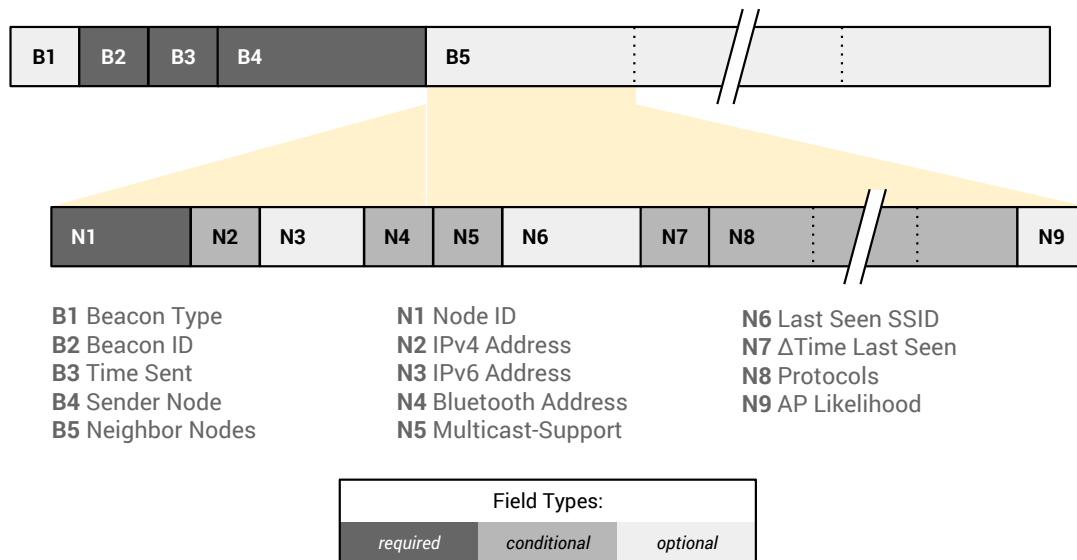 B1 B2 B3 B4 B5
N1 N2 N3 N4 N5 N6 N7 N8 N9
B1 Beacon Type
B2 Beacon ID
B3 Time Sent
B4 Sender Node
B5 Neighbor Nodes
N1 Node ID
N2 IPv4 Address
N3 IPv6 Address
N4 Bluetooth Address
N5 Multicast-Support
N6 Last Seen SSID
N7 ΔTime Last Seen
N8 Protocols
N9 AP Likelihood
Field Types:
required conditional optional